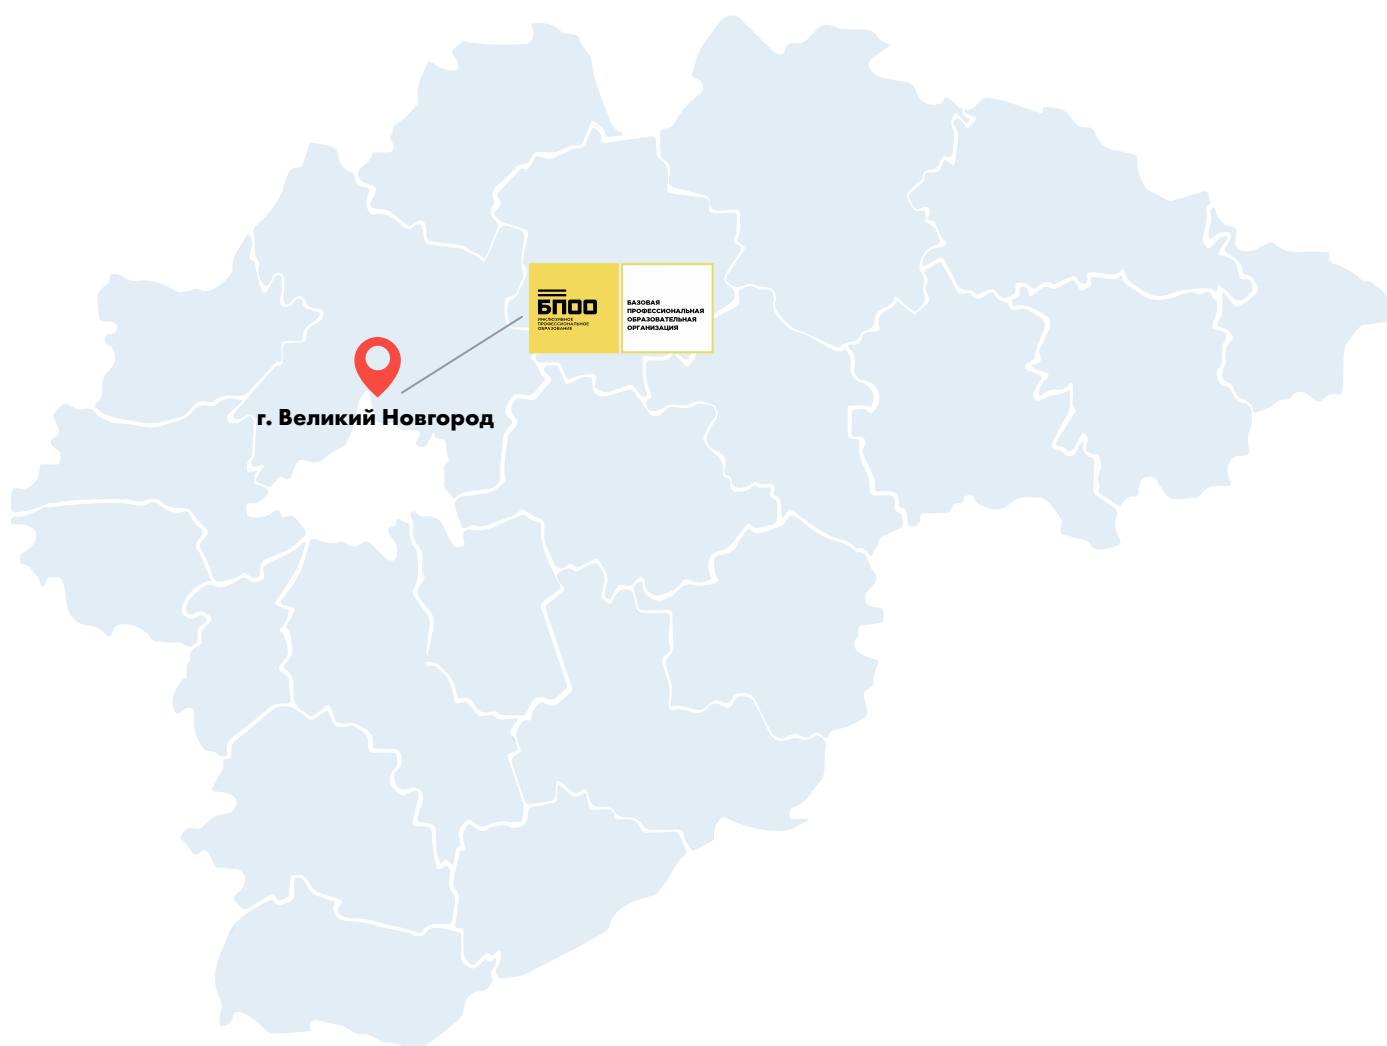 БПОО
ИНКЛЮЗИВНОЕ
ПРОФЕССИОНАЛЬНОЕ
ОБРАЗОВАНИЕ
БАЗОВАЯ
ПРОФЕССИОНАЛЬНАЯ
ОБРАЗОВАТЕЛЬНАЯ
ОРГАНИЗАЦИЯ
г. Великий Новгород